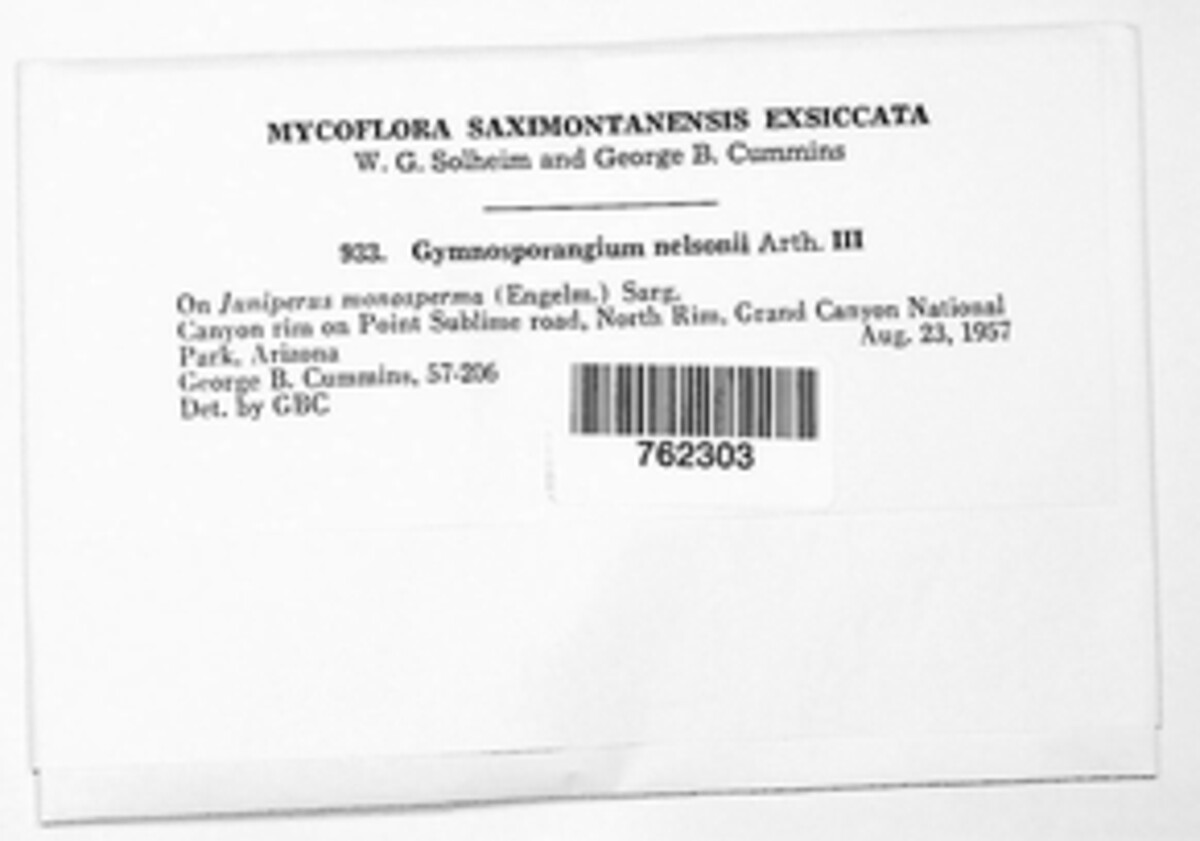 MYCOFLORA SAXIMONTANENSIS EXSICCATA
W. G. Solheim and George B. Cummins
933. Gymnosporangium nelsonii Arth. III
On Juniperus monosperma (Engelm.) Sarg.
Canyon rim on Point Sublime road, North Rim, Grand Canyon National
Park, Arizona Aug. 23, 1957
George B. Cummins, 57-206
Det. by GBC
762303